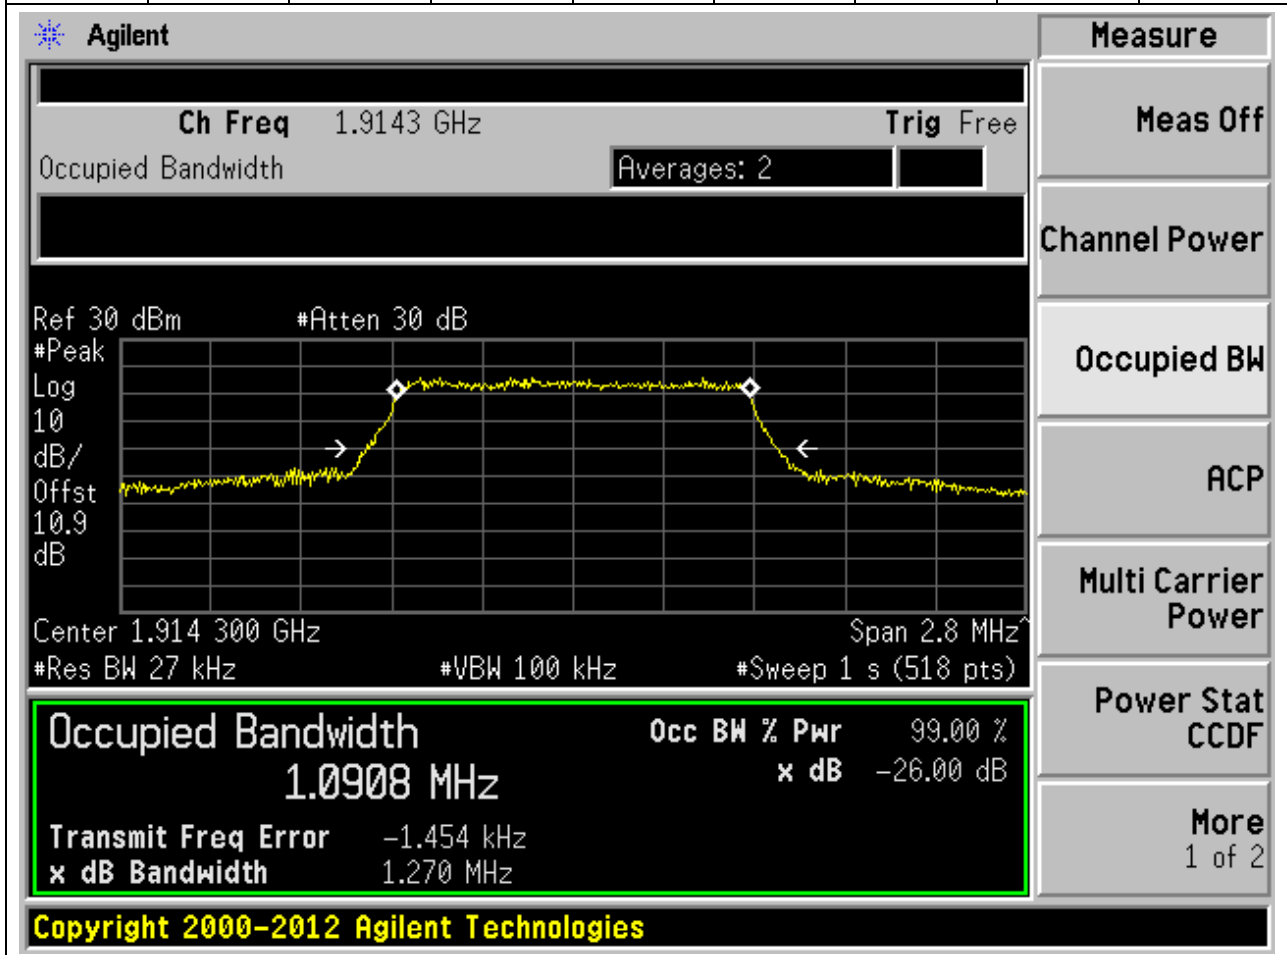 Agilent
Measure
Ch Freq 1.9143 GHz Trig Free
Occupied Bandwidth Averages: 2
Meas Off
Channel Power
Occupied BW
ACP
Multi Carrier
Power
Power Stat
CCDF
More
1 of 2
Ref 30 dBm #Atten 30 dB
#Peak
Log
10
dB/
Offst
10.9
dB
Center 1.914 300 GHz Span 2.8 MHz^
#Res BW 27 kHz #VBW 100 kHz #Sweep 1 s (518 pts)
Occupied Bandwidth Occ BW % Pwr 99.00 %
1.0908 MHz x dB -26.00 dB
Transmit Freq Error -1.454 kHz
x dB Bandwidth 1.270 MHz
Copyright 2000-2012 Agilent Technologies